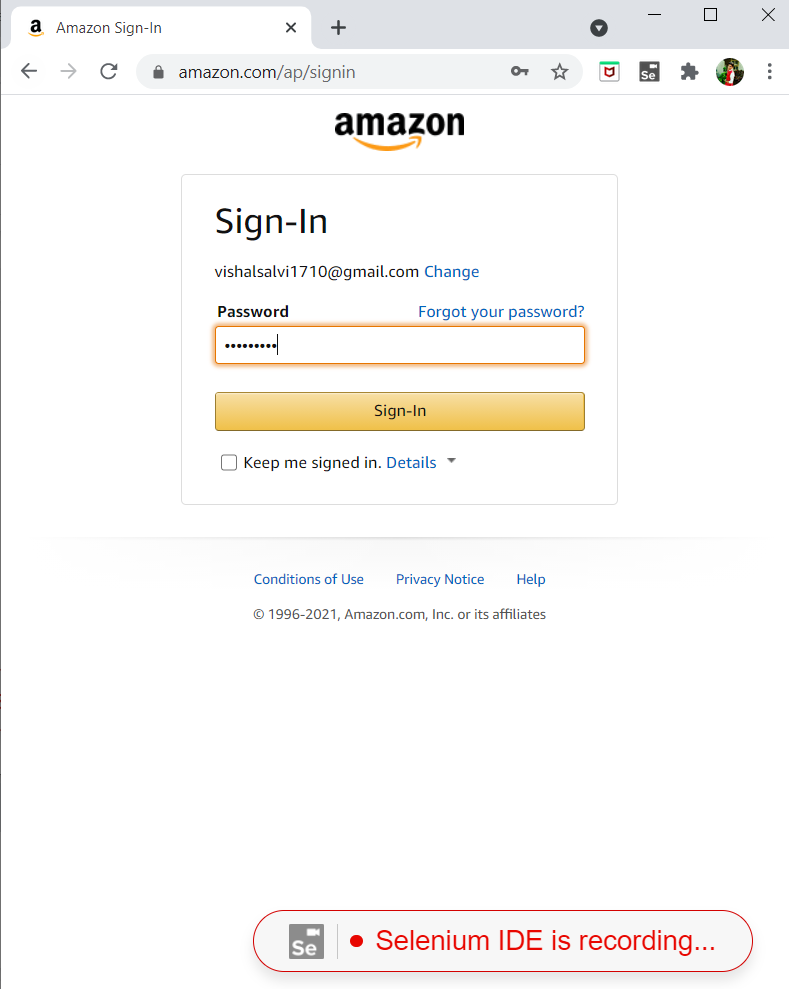 Amazon Sign-In
amazon.com/ap/signin
Se
amazon
Sign-In
vishalsalvi1710@gmail.com Change
Password Forgot your password?
•••••••••
Sign-In
Keep me signed in. Details
Conditions of Use Privacy Notice Help
© 1996-2021, Amazon.com, Inc. or its affiliates
Se Selenium IDE is recording...